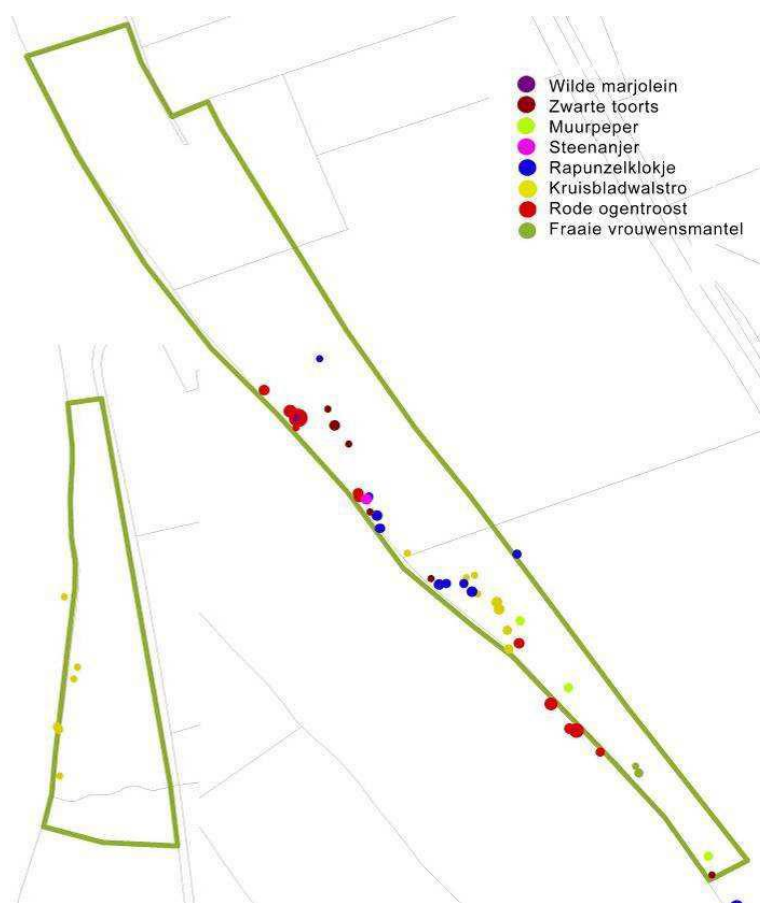 Wilde marjolein
Zwarte toorts
Muurpeper
Steenanjer
Rapunzelklokje
Kruisbladwalstro
Rode ogentroost
Fraaie vrouwensmantel